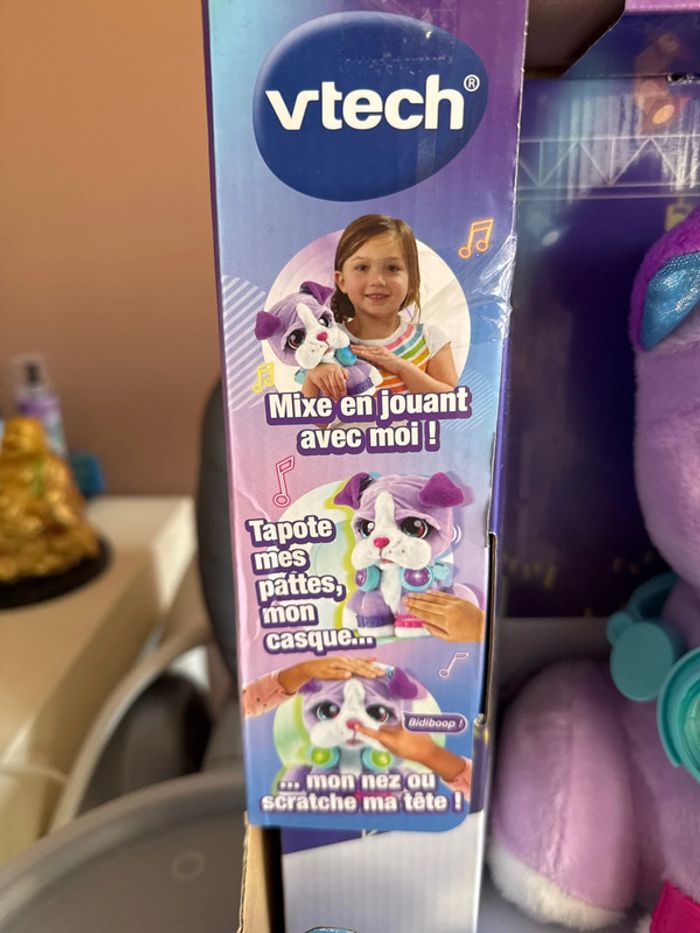 vtech®
Mixe en jouant
avec moi !
Tapote
mes
pattes,
mon
casque...
Bidiboop !
... mon nez ou
scratche ma tête !